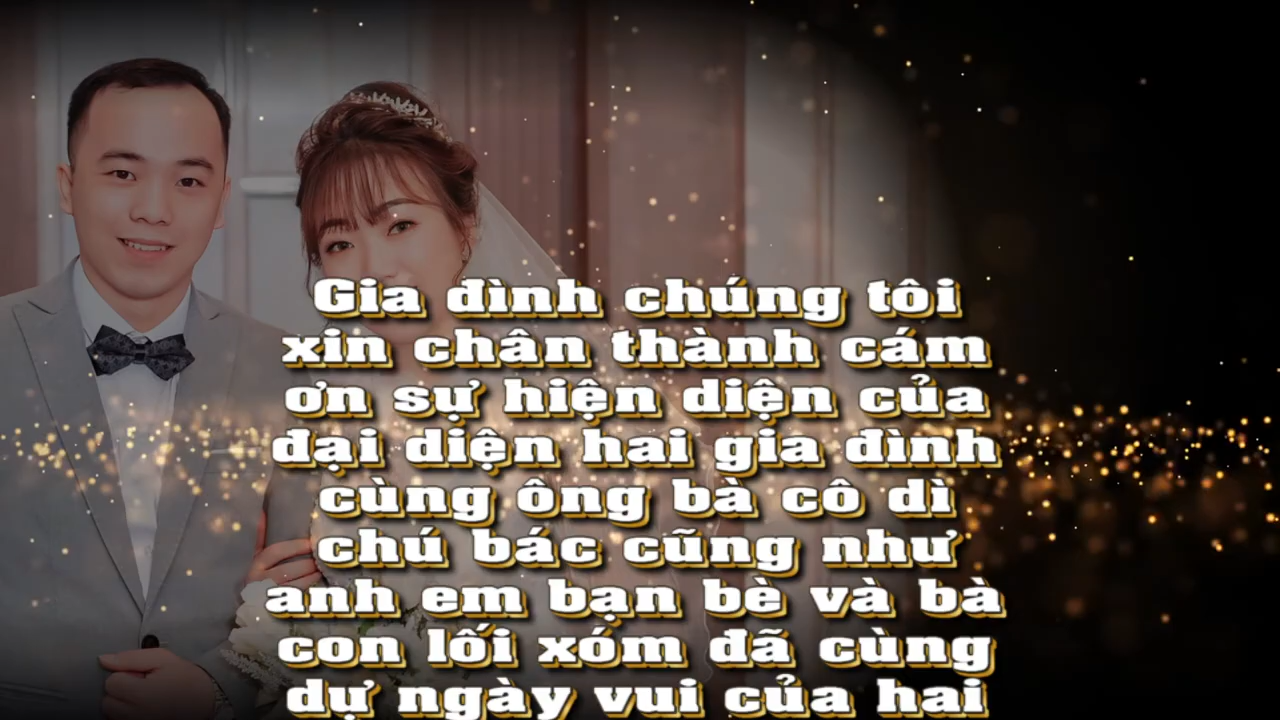 Gia đình chúng tôi
xin chân thành cám
ơn sự hiện diện của
đại diện hai gia đình
cùng ông bà cô dì
chú bác cũng như
anh em bạn bè và bà
con lối xóm đã cùng
dự ngày vui của hai